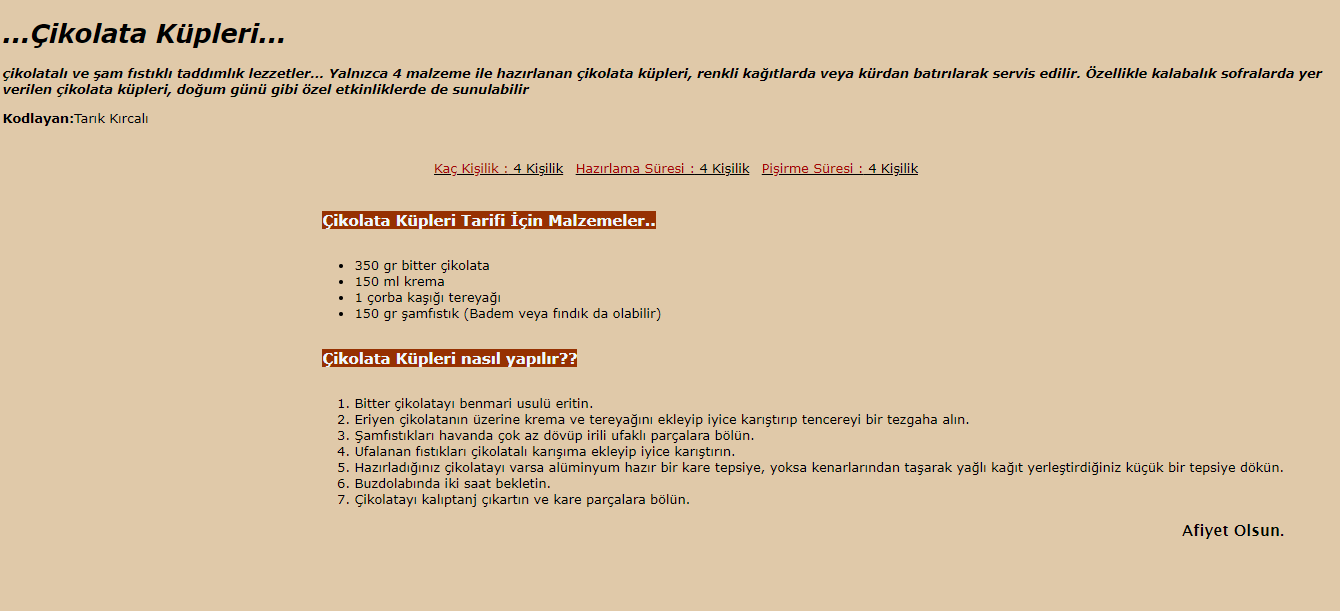 ...Çikolata Küpleri...
çikolatalı ve şam fıstıklı taddımlık lezzetler... Yalnızca 4 malzeme ile hazırlanan çikolata küpleri, renkli kağıtlarda veya kürdan batırılarak servis edilir. Özellikle kalabalık sofralarda yer
verilen çikolata küpleri, doğum günü gibi özel etkinliklerde de sunulabilir
Kodlayan:Tarık Kırcalı
Kaç Kişilik : 4 Kişilik Hazırlama Süresi : 4 Kişilik Pişirme Süresi : 4 Kişilik
Çikolata Küpleri Tarifi İçin Malzemeler..
• 350 gr bitter çikolata
• 150 ml krema
• 1 çorba kaşığı tereyağı
• 150 gr şamfıstık (Badem veya fındık da olabilir)
Çikolata Küpleri nasıl yapılır??
1. Bitter çikolatayı benmari usulü eritin.
2. Eriyen çikolatanın üzerine krema ve tereyağını ekleyip iyice karıştırıp tencereyi bir tezgaha alın.
3. Şamfıstıkları havanda çok az dövüp irili ufaklı parçalara bölün.
4. Ufalanan fıstıkları çikolatalı karışıma ekleyip iyice karıştırın.
5. Hazırladığınız çikolatayı varsa alüminyum hazır bir kare tepsiye, yoksa kenarlarından taşarak yağlı kağıt yerleştirdiğiniz küçük bir tepsiye dökün.
6. Buzdolabında iki saat bekletin.
7. Çikolatayı kalıptanj çıkartın ve kare parçalara bölün.
Afiyet Olsun.